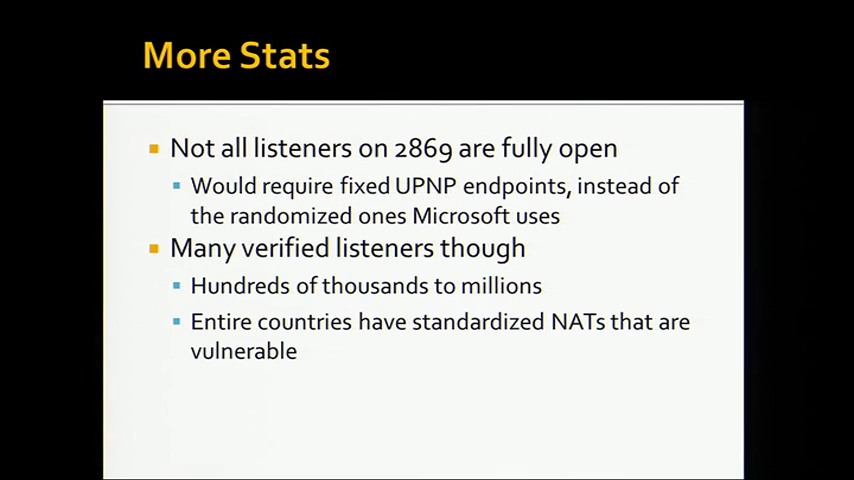 More Stats
Not all listeners on 2869 are fully open
Would require fixed UPNP endpoints, instead of
the randomized ones Microsoft uses
Many verified listeners though
Hundreds of thousands to millions
Entire countries have standardized NATs that are
vulnerable